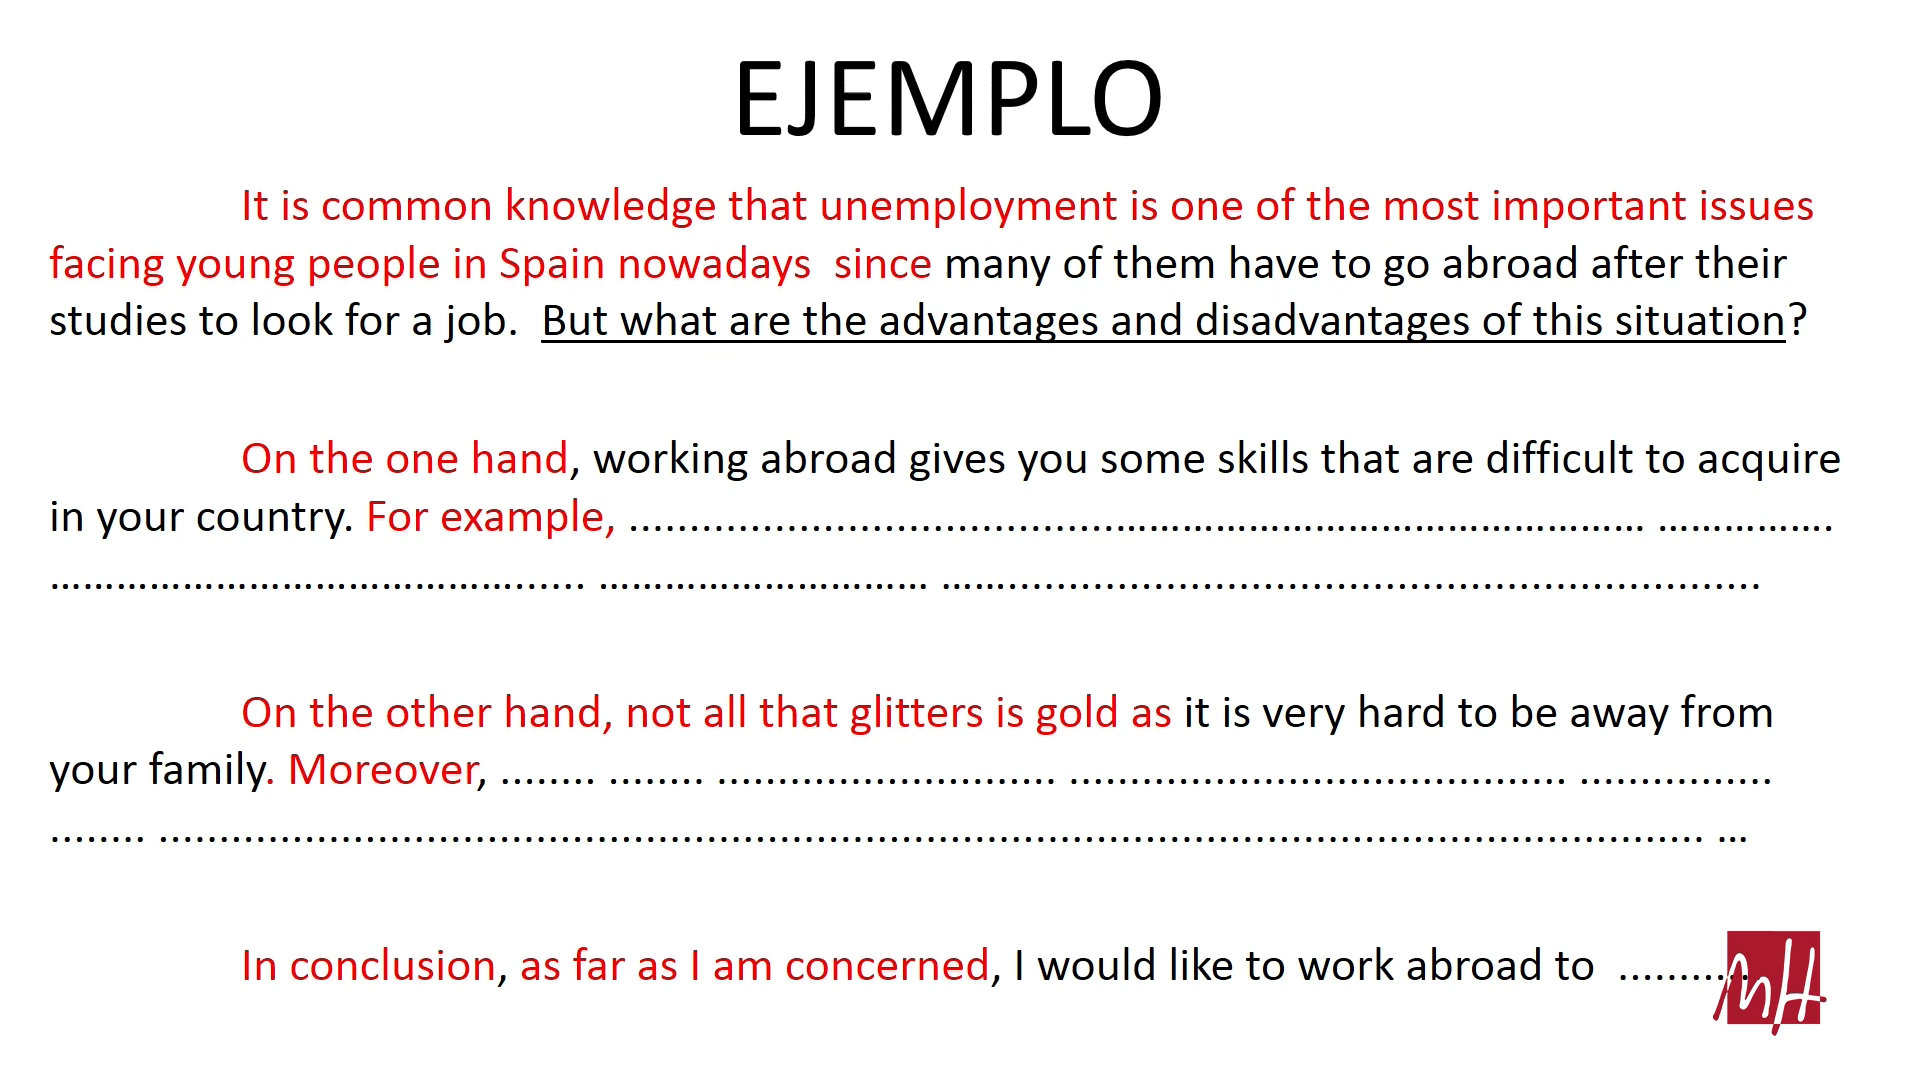 EJEMPLO
It is common knowledge that unemployment is one of the most important issues
facing young people in Spain nowadays  since many of them have to go abroad after their
studies to look for a job.  But what are the advantages and disadvantages of this situation?
On the one hand, working abroad gives you some skills that are difficult to acquire
in your country. For example, ........................................…………………………………………… …………….
…………………………………….….. ………………………… ……............................................................
On the other hand, not all that glitters is gold as it is very hard to be away from
your family. Moreover, ........ ........ ............................ ......................................... ................
........ ................................................................................................................................ ...
In conclusion, as far as I am concerned, I would like to work abroad to  ...........
MH